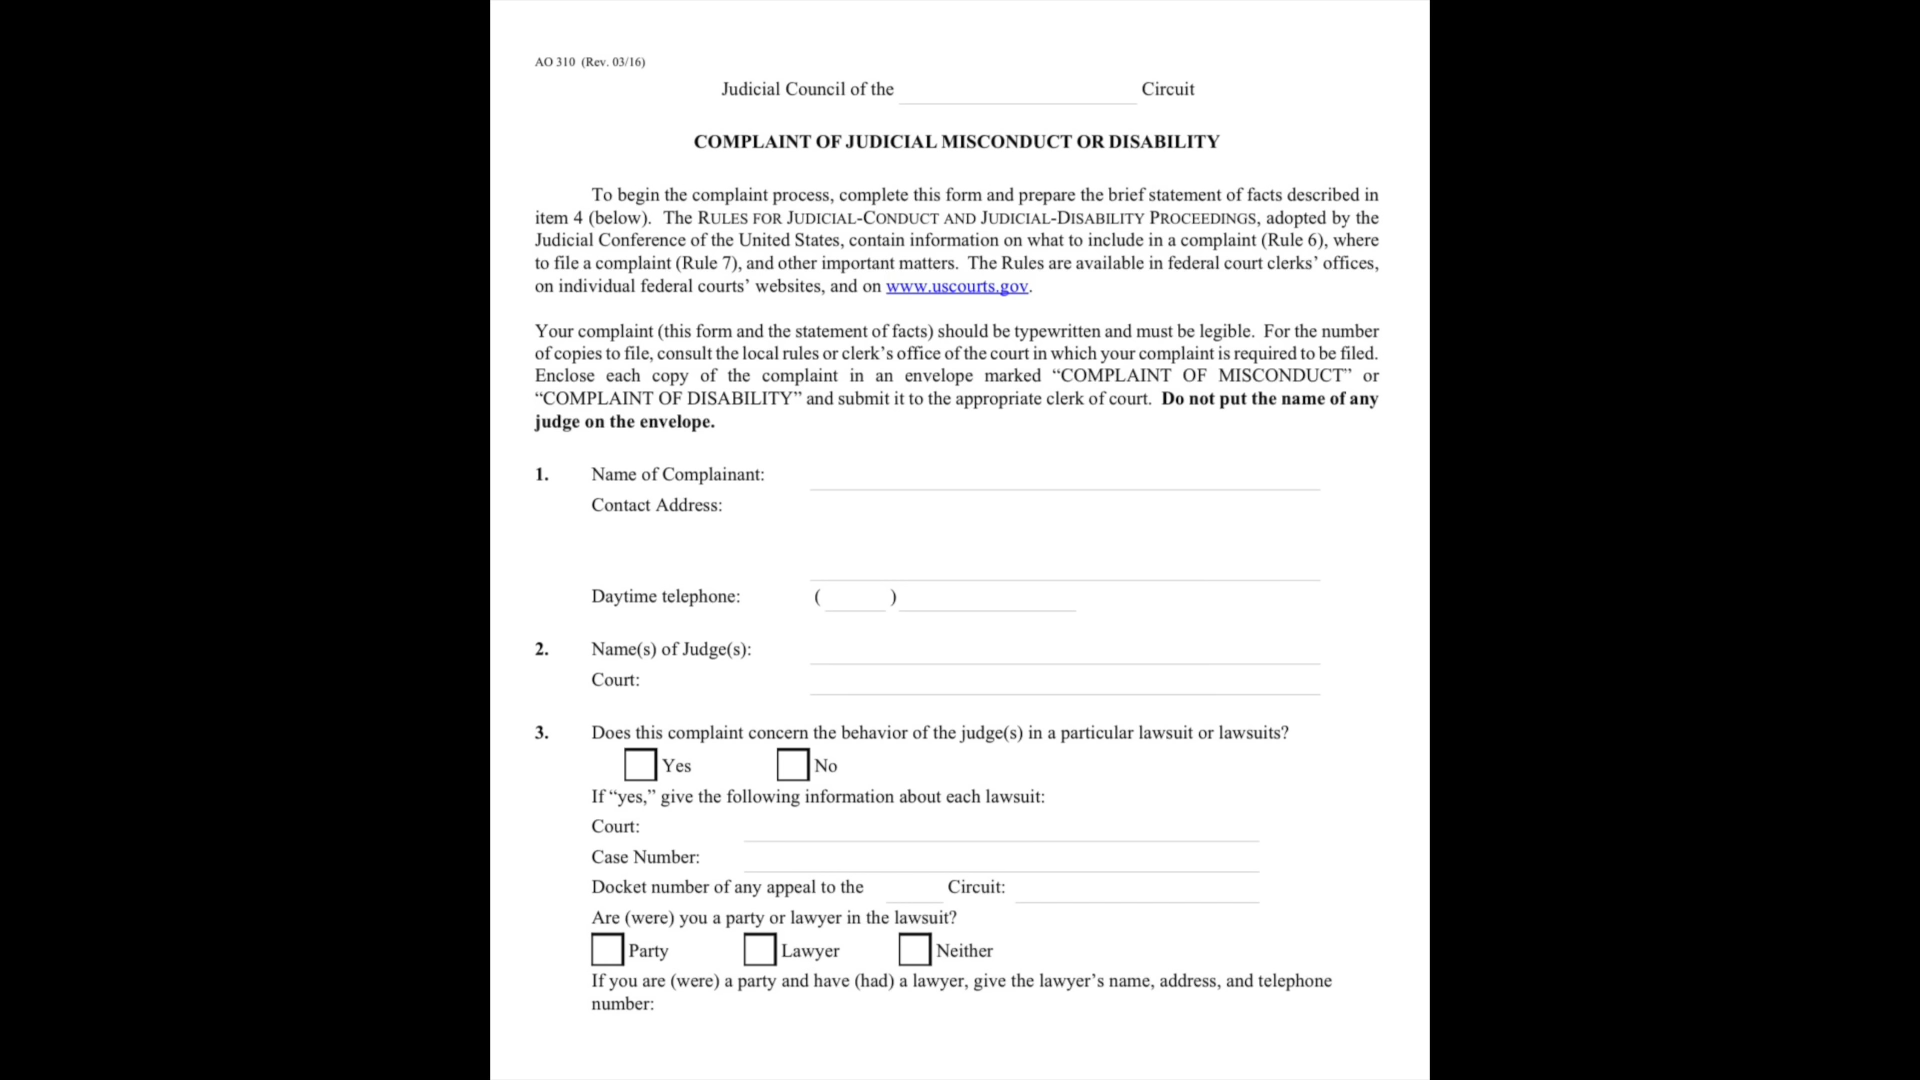 AO 310 (Rev. 03/16)
Judicial Council of the Circuit
COMPLAINT OF JUDICIAL MISCONDUCT OR DISABILITY
To begin the complaint process, complete this form and prepare the brief statement of facts described in
item 4 (below). The RULES FOR JUDICIAL-CONDUCT AND JUDICIAL-DISABILITY PROCEEDINGS, adopted by the
Judicial Conference of the United States, contain information on what to include in a complaint (Rule 6), where
to file a complaint (Rule 7), and other important matters. The Rules are available in federal court clerks’ offices,
on individual federal courts’ websites, and on www.uscourts.gov.
Your complaint (this form and the statement of facts) should be typewritten and must be legible. For the number
of copies to file, consult the local rules or clerk’s office of the court in which your complaint is required to be filed.
Enclose each copy of the complaint in an envelope marked “COMPLAINT OF MISCONDUCT” or
“COMPLAINT OF DISABILITY” and submit it to the appropriate clerk of court. Do not put the name of any
judge on the envelope.
1. Name of Complainant:
Contact Address:
Daytime telephone: ( )
2. Name(s) of Judge(s):
Court:
3. Does this complaint concern the behavior of the judge(s) in a particular lawsuit or lawsuits?
Yes No
If “yes,” give the following information about each lawsuit:
Court:
Case Number:
Docket number of any appeal to the Circuit:
Are (were) you a party or lawyer in the lawsuit?
Party Lawyer Neither
If you are (were) a party and have (had) a lawyer, give the lawyer’s name, address, and telephone
number: